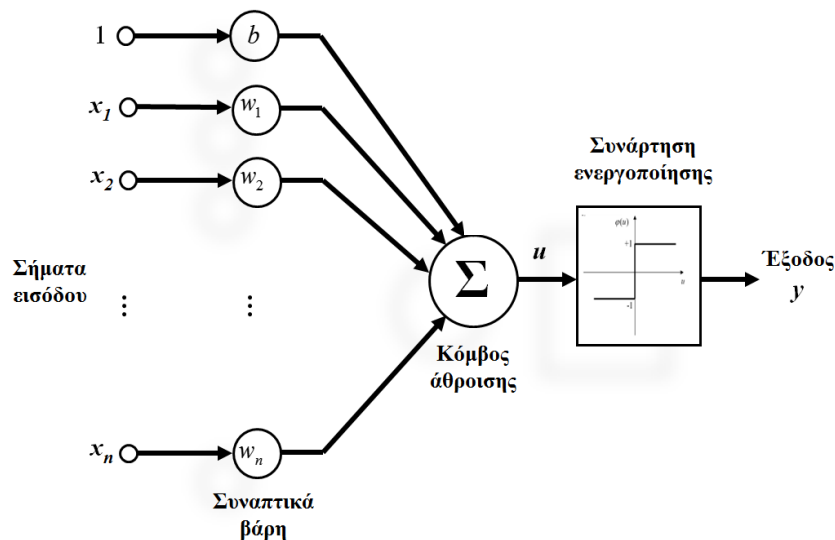 1
b
x1
w1
x2
w2
Σήματα
εισόδου
⋮
⋮
xn
wn
Συναπτικά
βάρη
Σ
Κόμβος
άθροισης
u
Συνάρτηση
ενεργοποίησης
φ(u)
+1
u
-1
Έξοδος
y